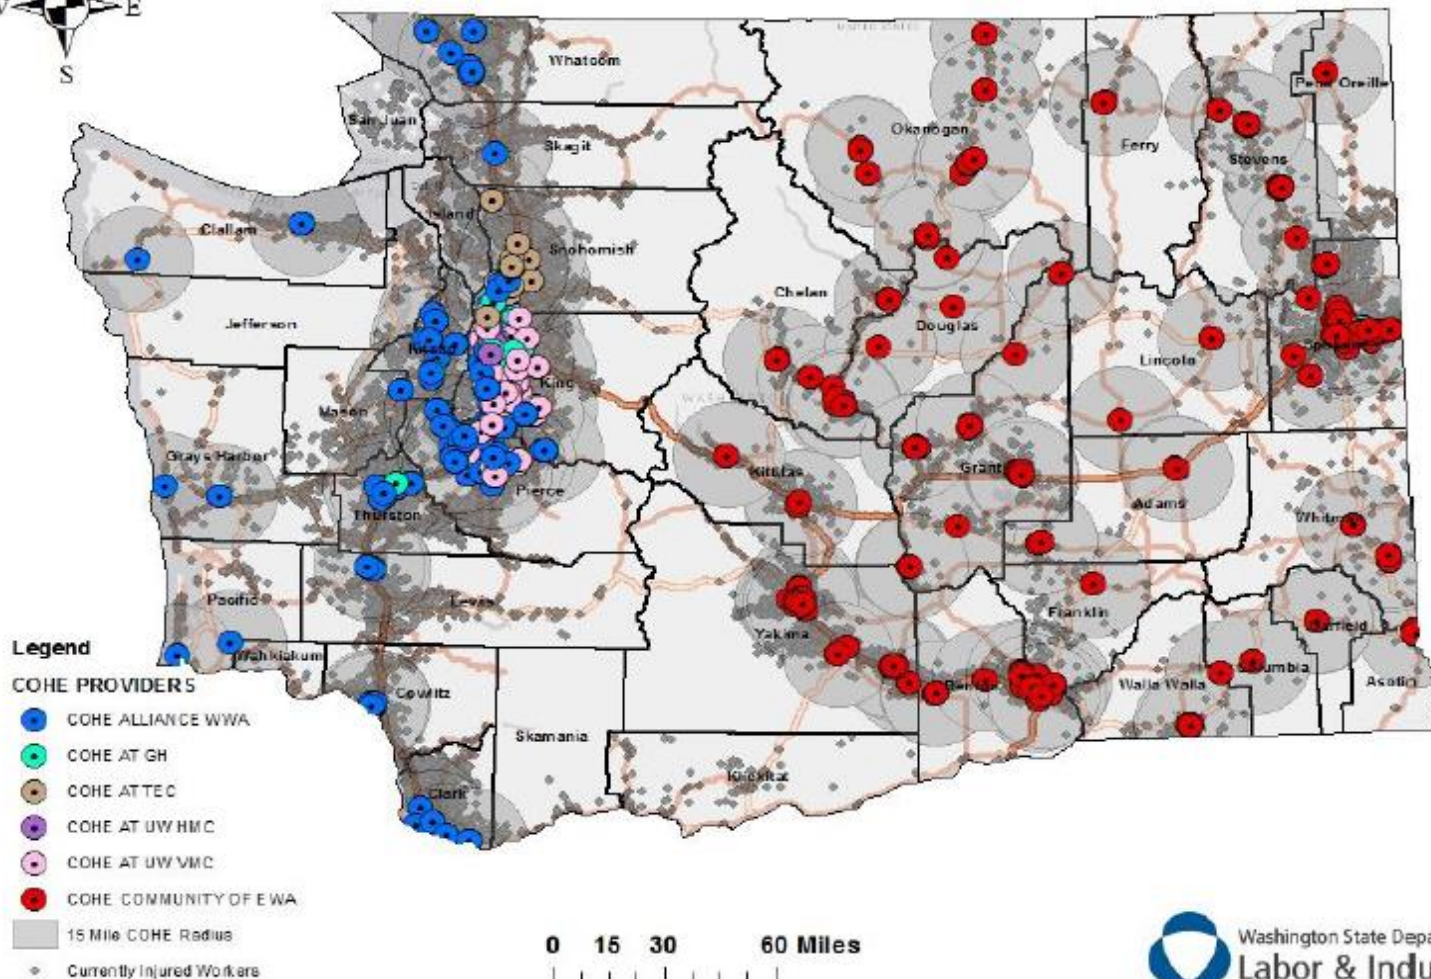 E
S
Whatcom
San Juan
Skagit
Okanogan
Ferry
Stevens
Pend Oreille
Clallam
Island
Snohomish
Chelan
Jefferson
Douglas
Lincoln
Kitsap
King
Mason
Grays Harbor
Kittitas
Grant
Adams
Whitman
Pierce
Thurston
Pacific
Lewis
Yakima
Franklin
Garfield
Wahkiakum
Cowlitz
Benton
Walla Walla
Columbia
Asotin
Skamania
Klickitat
Clark
Legend
COHE PROVIDERS
COHE ALLIANCE WWA
COHE AT GH
COHE AT TEC
COHE AT UW HMC
COHE AT UW VMC
COHE COMMUNITY OF EWA
15 Mile COHE Radius
Currently Injured Workers
0 15 30 60 Miles
Washington State Depa
Labor & Indu